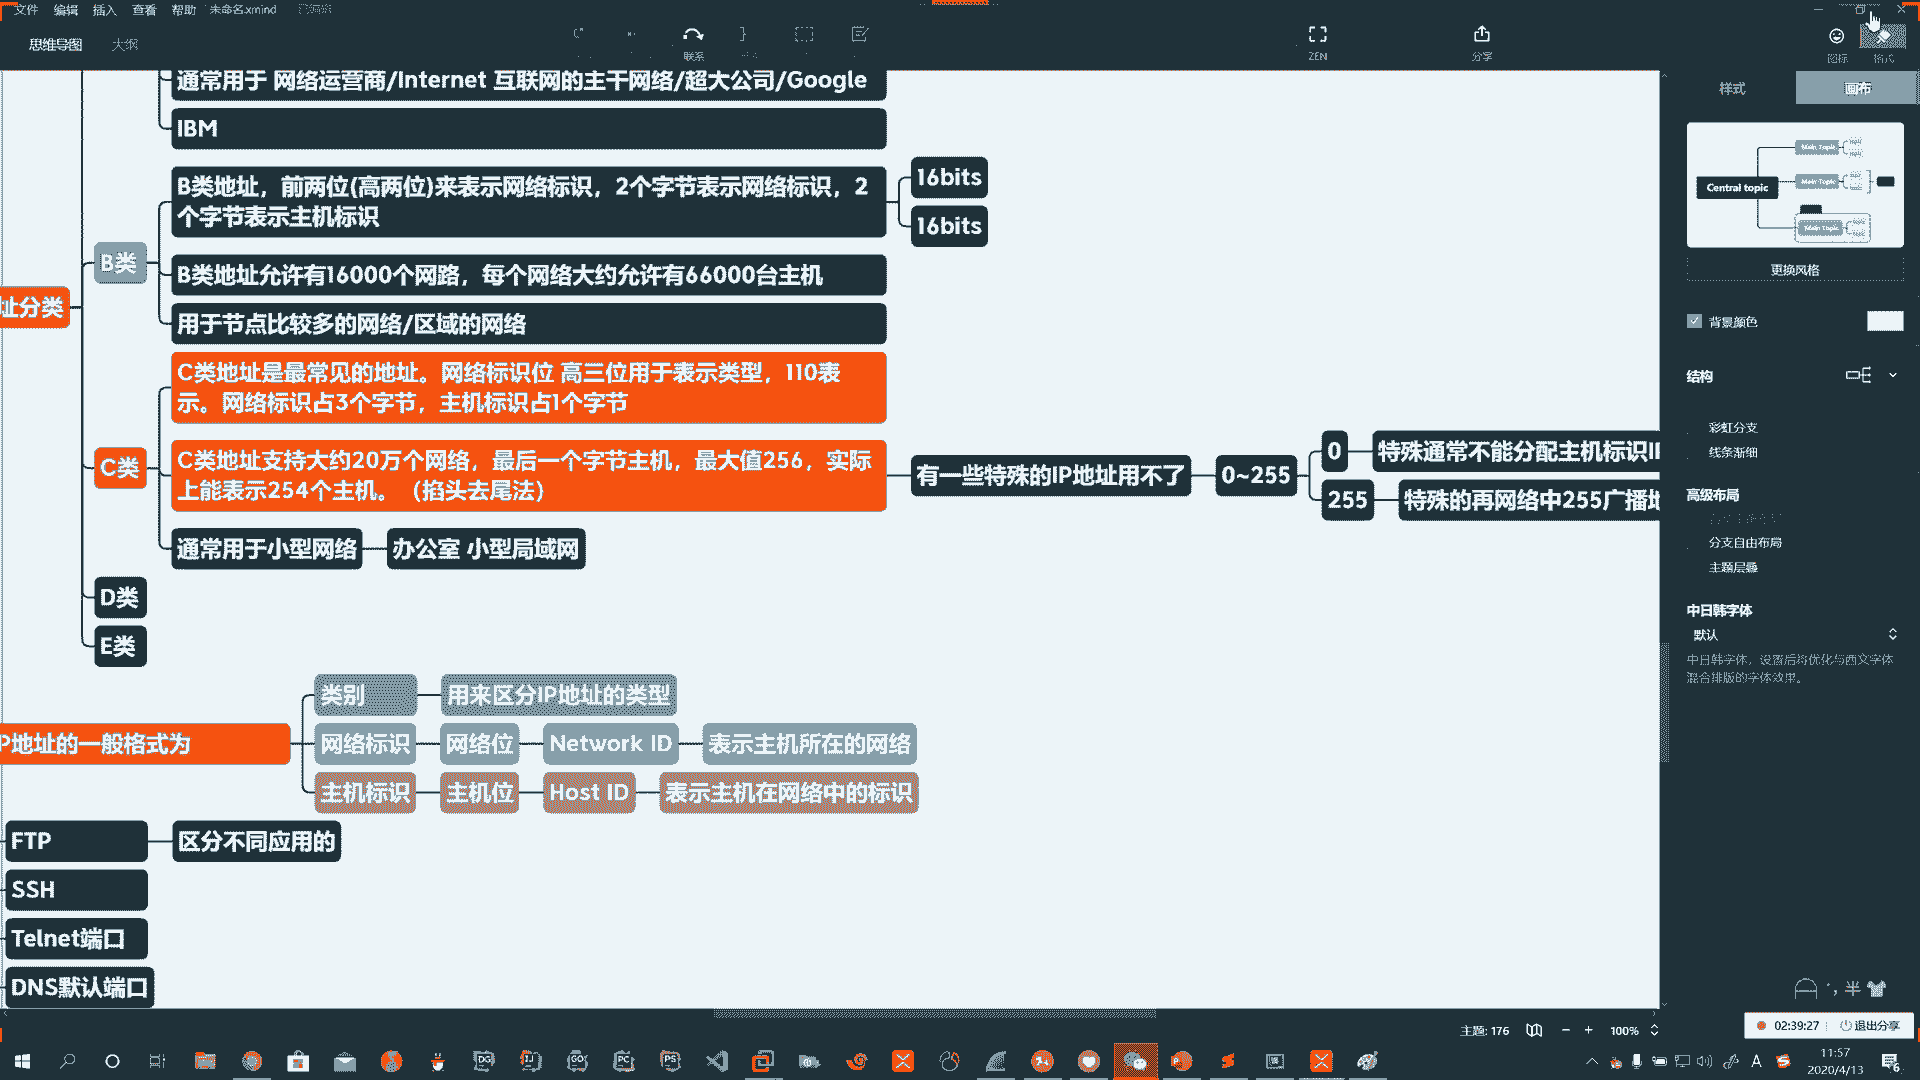 文件 编辑 插入 查看 帮助 未命名.xmind
思维导图 大纲
联系
ZEN
分享
图标 格式
样式 画布
通常用于 网络运营商/Internet 互联网的主干网络/超大公司/Google
IBM
B类地址，前两位(高两位)来表示网络标识，2个字节表示网络标识，2
个字节表示主机标识
16bits
16bits
B类
B类地址允许有16000个网路，每个网络大约允许有66000台主机
用于节点比较多的网络/区域的网络
址分类
C类地址是最常见的地址。网络标识位 高三位用于表示类型，110表
示。网络标识占3个字节，主机标识占1个字节
C类
C类地址支持大约20万个网络，最后一个字节主机，最大值256，实际
上能表示254个主机。（掐头去尾法）
有一些特殊的IP地址用不了
0~255
0
特殊通常不能分配主机标识I
255
特殊的再网络中255广播地
通常用于小型网络
办公室 小型局域网
D类
E类
类别
用来区分IP地址的类型
P地址的一般格式为
网络标识
网络位
Network ID
表示主机所在的网络
主机标识
主机位
Host ID
表示主机在网络中的标识
FTP
区分不同应用的
SSH
Telnet端口
DNS默认端口
Central topic
Main Topic
Main Topic
Main Topic
更换风格
背景颜色
结构
彩虹分支
线条渐细
高级布局
分支自由布局
主题层叠
中日韩字体
默认
中日韩字体，设置后将优化与西文字体
混合排版的字体效果。
半
主题: 176
100%
02:39:27 退出分享
DG IJ GO PC PS
A
11:57
2020/4/13
6